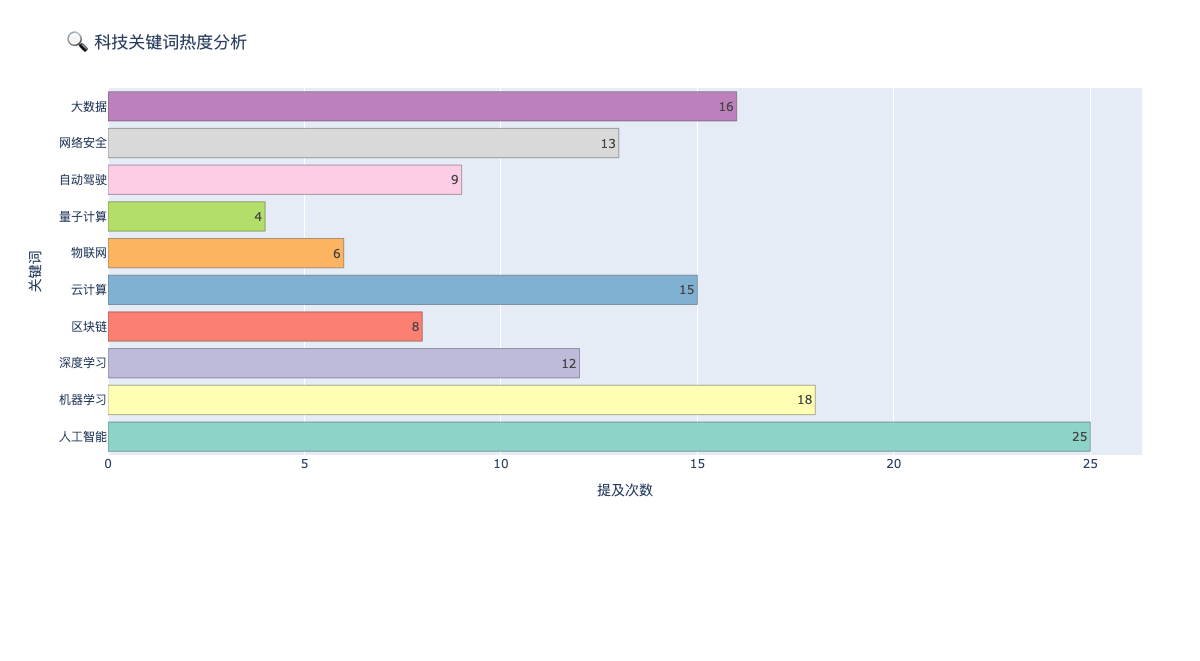 🔍 科技关键词热度分析
关键词
大数据 16
网络安全 13
自动驾驶 9
量子计算 4
物联网 6
云计算 15
区块链 8
深度学习 12
机器学习 18
人工智能 25
0 5 10 15 20 25
提及次数